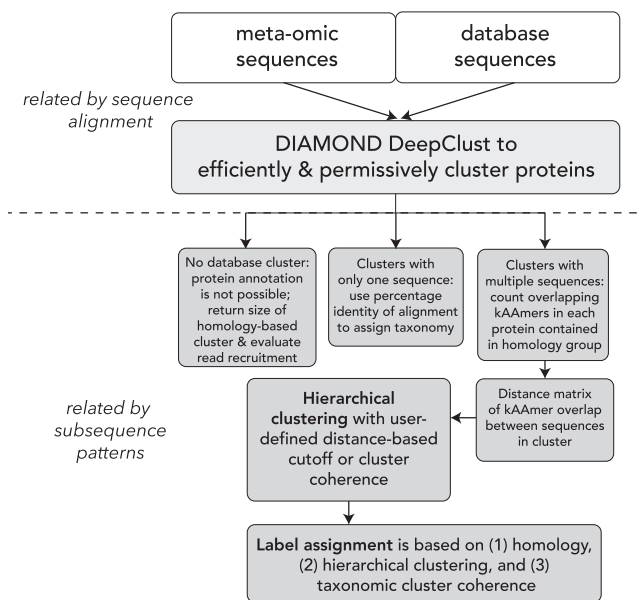 meta-omic
sequences
database
sequences
related by sequence
alignment
DIAMOND DeepClust to
efficiently & permissively cluster proteins
No database cluster:
protein annotation
is not possible;
return size of
homology-based
cluster & evaluate
read recruitment
Clusters with
only one sequence:
use percentage
identity of alignment
to assign taxonomy
Clusters with
multiple sequences:
count overlapping
kAAmers in each
protein contained
in homology group
related by
subsequence
patterns
Distance matrix
of kAAmer overlap
between sequences
in cluster
Hierarchical
clustering with user-
defined distance-based
cutoff or cluster
coherence
Label assignment is based on (1) homology,
(2) hierarchical clustering, and (3)
taxonomic cluster coherence